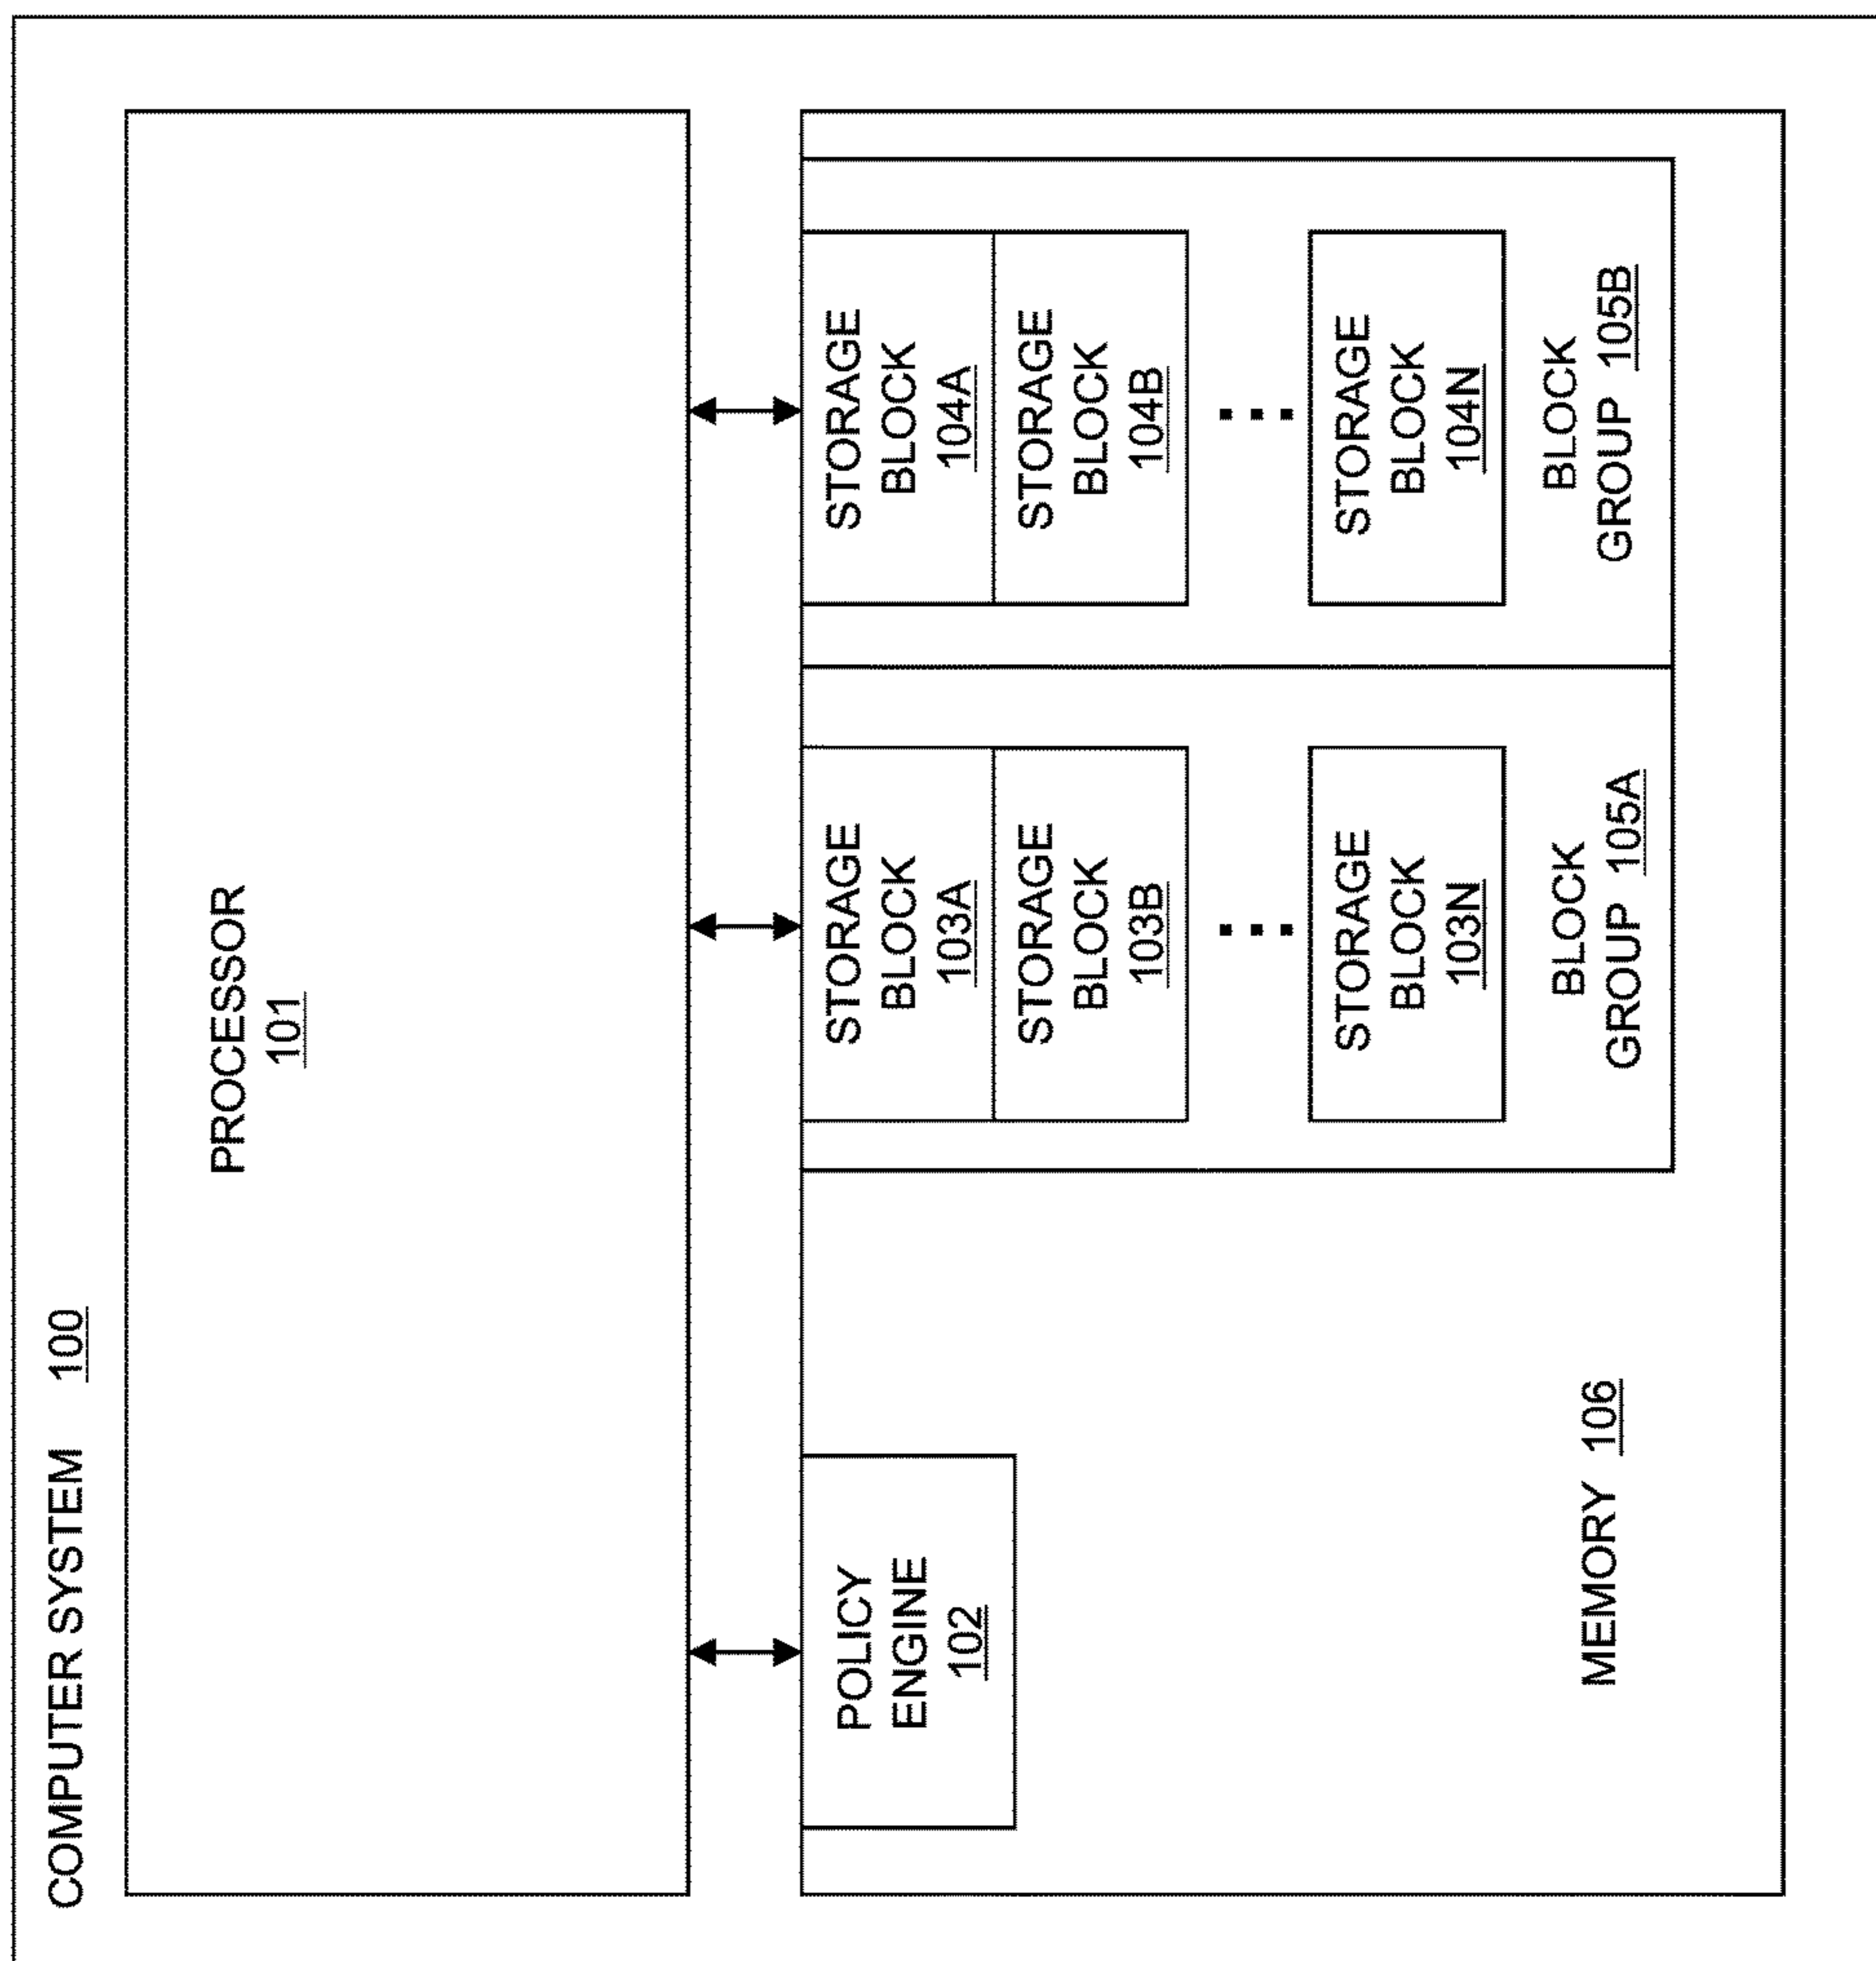 COMPUTER SYSTEM 100
PROCESSOR
101
POLICY
ENGINE
102
STORAGE
BLOCK
103A
STORAGE
BLOCK
103B
STORAGE
BLOCK
103N
BLOCK
GROUP 105A
STORAGE
BLOCK
104A
STORAGE
BLOCK
104B
STORAGE
BLOCK
104N
BLOCK
GROUP 105B
MEMORY 106